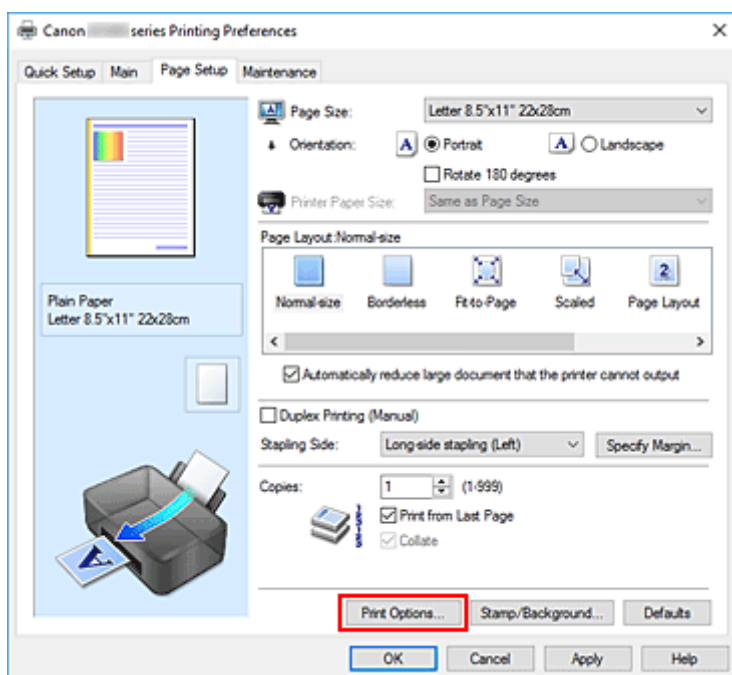 Canon series Printing Preferences
Quick Setup Main Page Setup Maintenance
Page Size: Letter 8.5"x11" 22x28cm
Orientation: A Portrait A Landscape
Rotate 180 degrees
Printer Paper Size: Same as Page Size
Page Layout:Normal-size
2
Normal-size Borderless Fit-to-Page Scaled Page Layout
Plain Paper
Letter 8.5"x11" 22x28cm
Automatically reduce large document that the printer cannot output
Duplex Printing (Manual)
Stapling Side: Long-side stapling (Left) Specify Margin...
Copies: 1 (1-999)
Print from Last Page
Collate
A
Print Options... Stamp/Background... Defaults
OK Cancel Apply Help